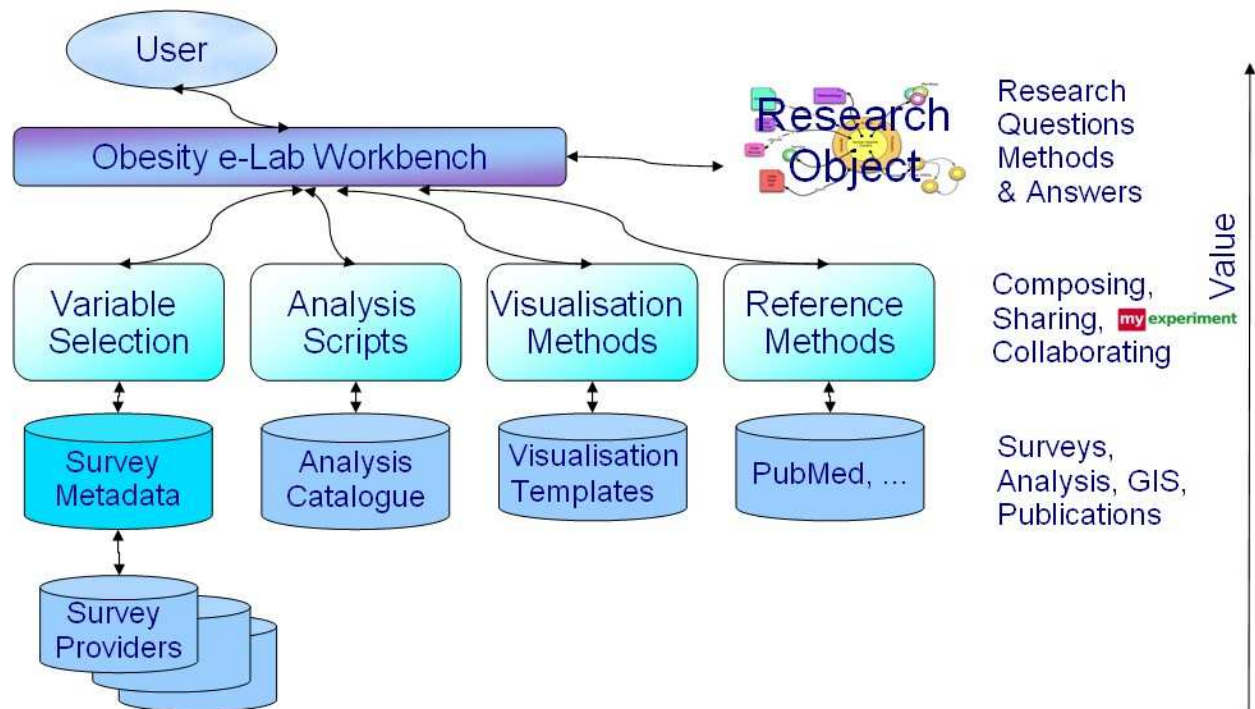 User
Obesity e-Lab Workbench
Research
Object
Research
Questions
Methods
& Answers
Value
Variable
Selection
Analysis
Scripts
Visualisation
Methods
Reference
Methods
Composing,
Sharing, my experiment
Collaborating
Survey
Metadata
Analysis
Catalogue
Visualisation
Templates
PubMed, ...
Surveys,
Analysis, GIS,
Publications
Survey
Providers